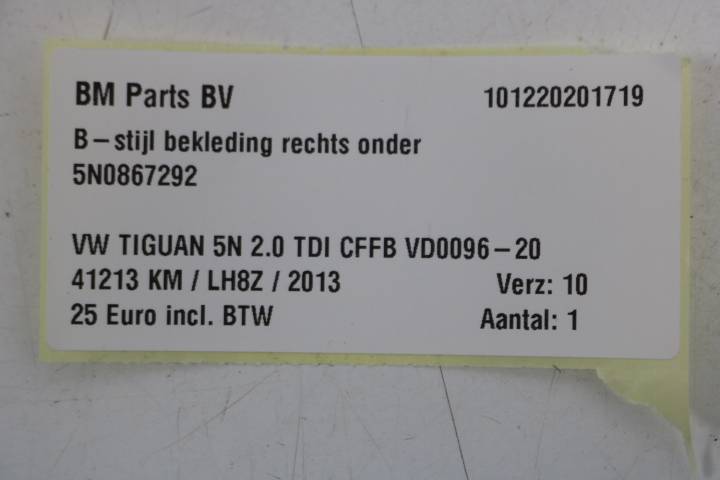 BM Parts BV 101220201719
B-stijl bekleding rechts onder
5N0867292
VW TIGUAN 5N 2.0 TDI CFFB VD0096-20
41213 KM / LH8Z / 2013 Verz: 10
25 Euro incl. BTW Aantal: 1